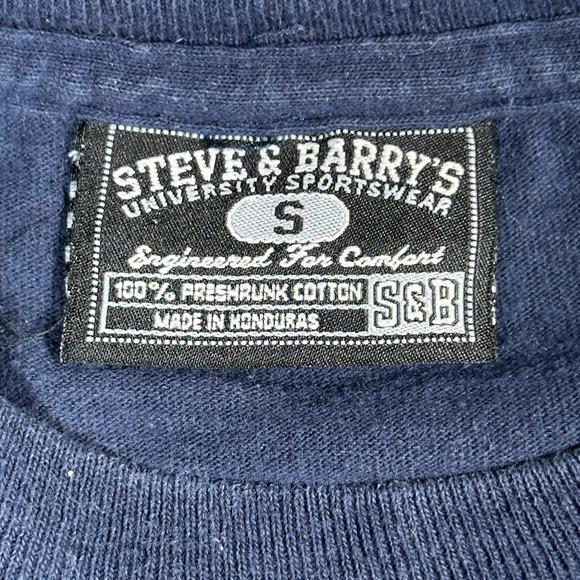 STEVE & BARRY'S
UNIVERSITY SPORTSWEAR
S
Engineered For Comfort
100% PRESHRUNK COTTON
MADE IN HONDURAS
S&B